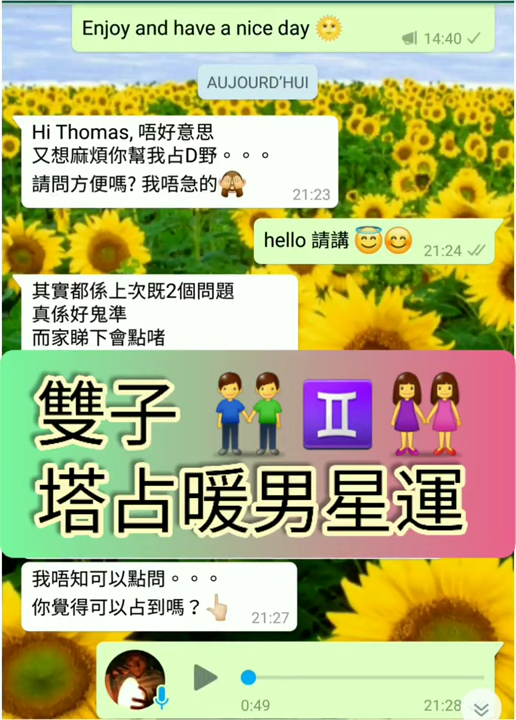 Enjoy and have a nice day 🌞
14:40
AUJOURD'HUI
Hi Thomas, 唔好意思
又想麻煩你幫我占D野。。。
請問方便嗎? 我唔急的🙈
21:23
hello 請講 😇😊
21:24
其實都係上次既2個問題
真係好鬼準
而家睇下會點啫
雙子 👬 ♊ 👭
塔占暖男星運
我唔知可以點問。。。
你覺得可以占到嗎？👆🏻
21:27
0:49
21:28